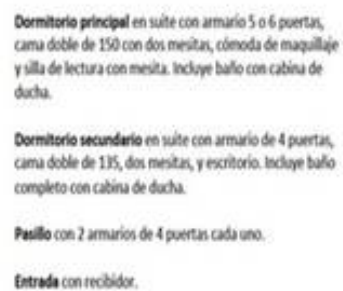 Dormitorio principal en suite con armario 5 o 6 puertas,
cama doble de 150 con dos mesitas, cómoda de maquillaje
y silla de lectura con mesita. Incluye baño con cabina de
ducha.
Dormitorio secundario en suite con armario de 4 puertas,
cama doble de 135, dos mesitas, y escritorio. Incluye baño
completo con cabina de ducha.
Pasillo con 2 armarios de 4 puertas cada uno.
Entrada con recibidor.